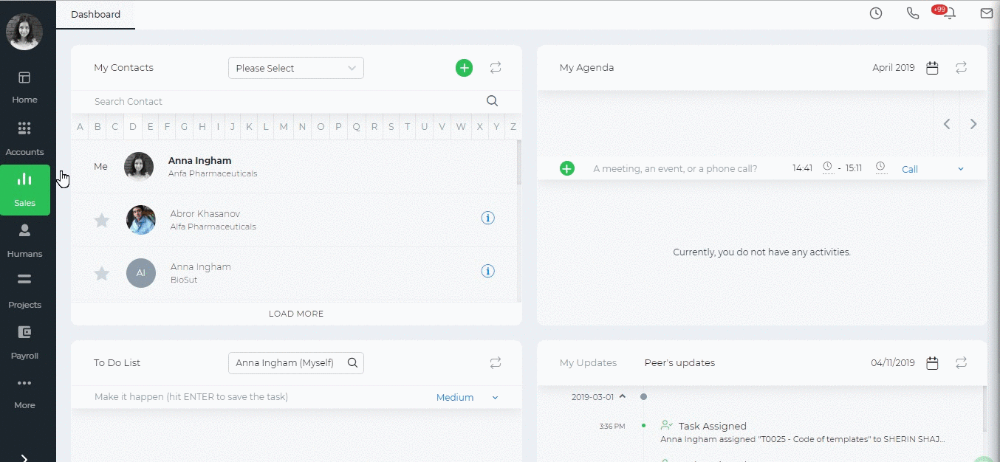 Dashboard
+99
Home
Accounts
Sales
Humans
Projects
Payroll
More
My Contacts
Please Select
Search Contact
A B C D E F G H I J K L M N O P Q R S T U V W X Y Z
Me
Anna Ingham
Anfa Pharmaceuticals
Abror Khasanov
Alfa Pharmaceuticals
i
AI
Anna Ingham
BioSut
i
LOAD MORE
My Agenda
April 2019
A meeting, an event, or a phone call? 14:41 - 15:11 Call
Currently, you do not have any activities.
To Do List
Anna Ingham (Myself)
Make it happen (hit ENTER to save the task) Medium
My Updates Peer's updates 04/11/2019
2019-03-01
3:36 PM Task Assigned
Anna Ingham assigned "T0025 - Code of templates" to SHERIN SHAJ...